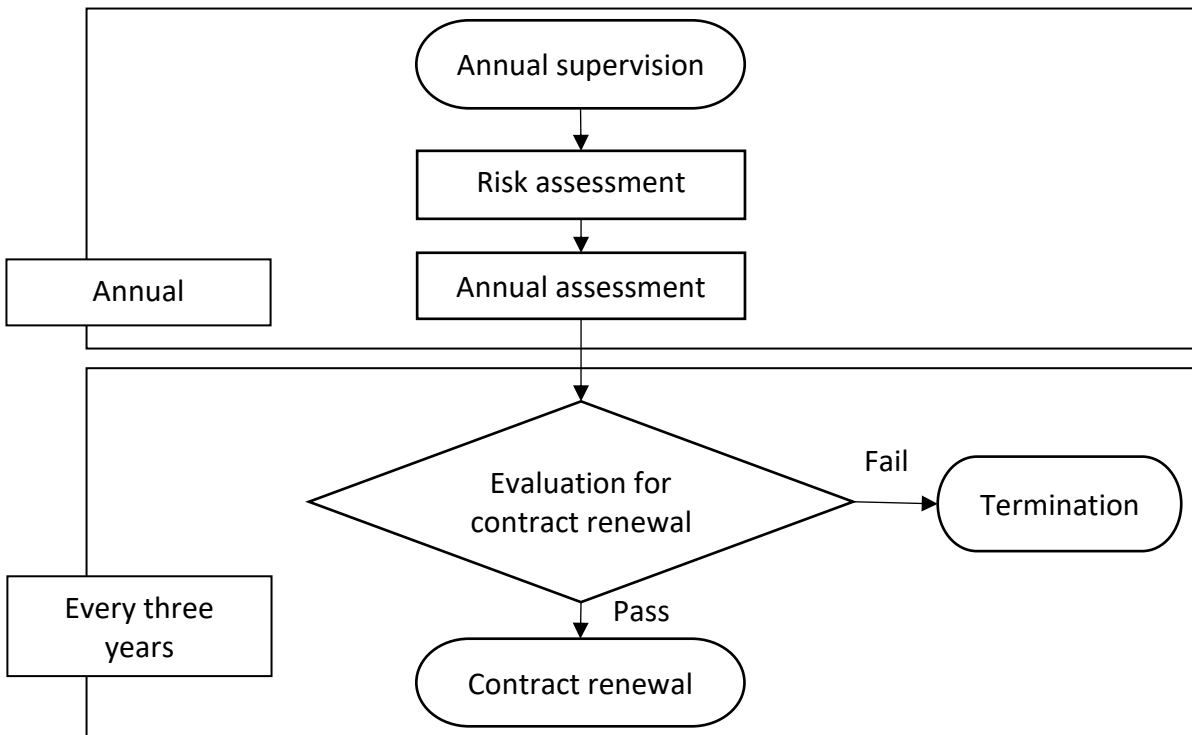 Annual supervision
Risk assessment
Annual assessment
Annual
Evaluation for
contract renewal
Fail
Termination
Every three
years
Pass
Contract renewal